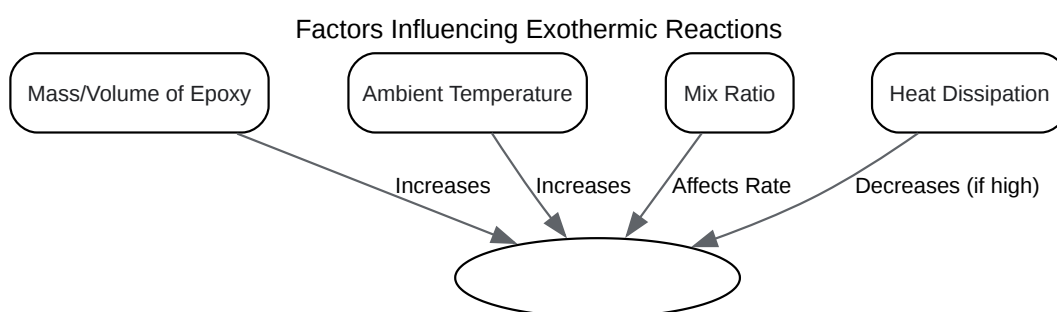 Factors Influencing Exothermic Reactions
Mass/Volume of Epoxy
Ambient Temperature
Mix Ratio
Heat Dissipation
Increases
Increases
Affects Rate
Decreases (if high)